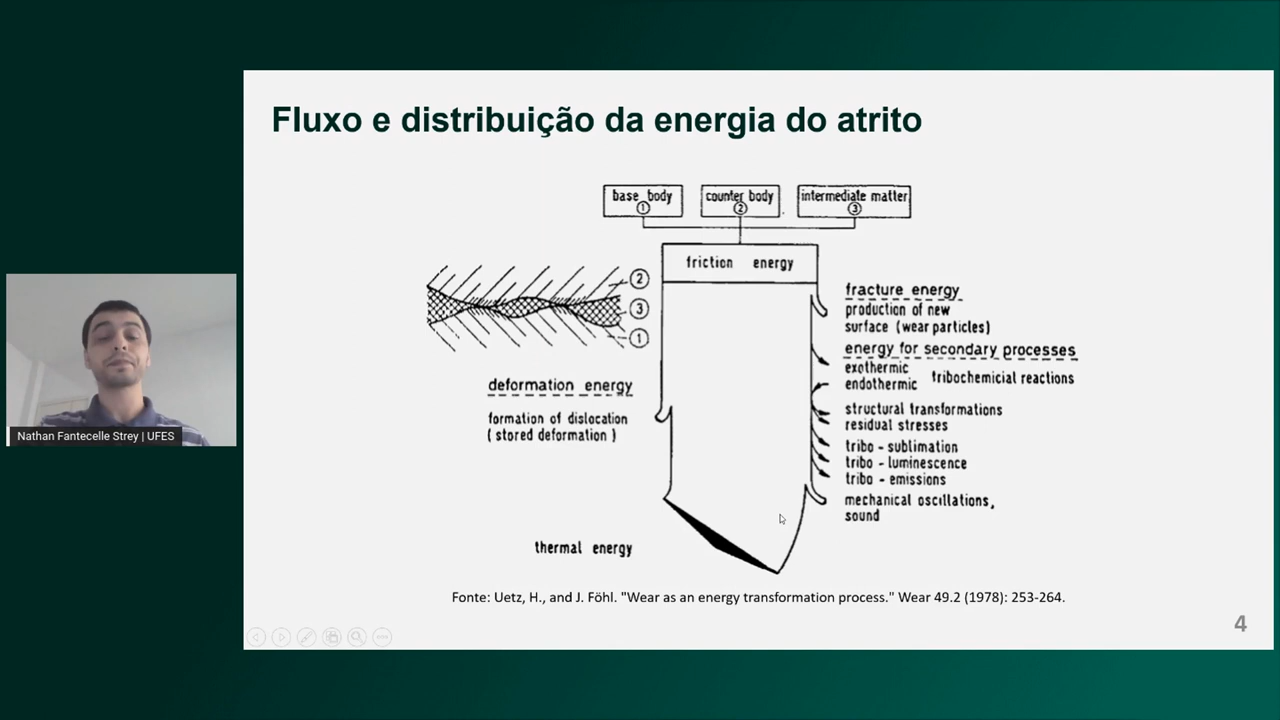 Fluxo e distribuição da energia do atrito
base body
1
counter body
2
intermediate matter
3
friction energy
2
3
1
deformation energy
formation of dislocation
( stored deformation )
thermal energy
fracture energy
production of new
surface (wear particles)
energy for secondary processes
exothermic
endothermic tribochemicial reactions
structural transformations
residual stresses
tribo - sublimation
tribo - luminescence
tribo - emissions
mechanical oscillations,
sound
Fonte: Uetz, H., and J. Föhl. "Wear as an energy transformation process." Wear 49.2 (1978): 253-264.
4
Nathan Fantecelle Strey | UFES